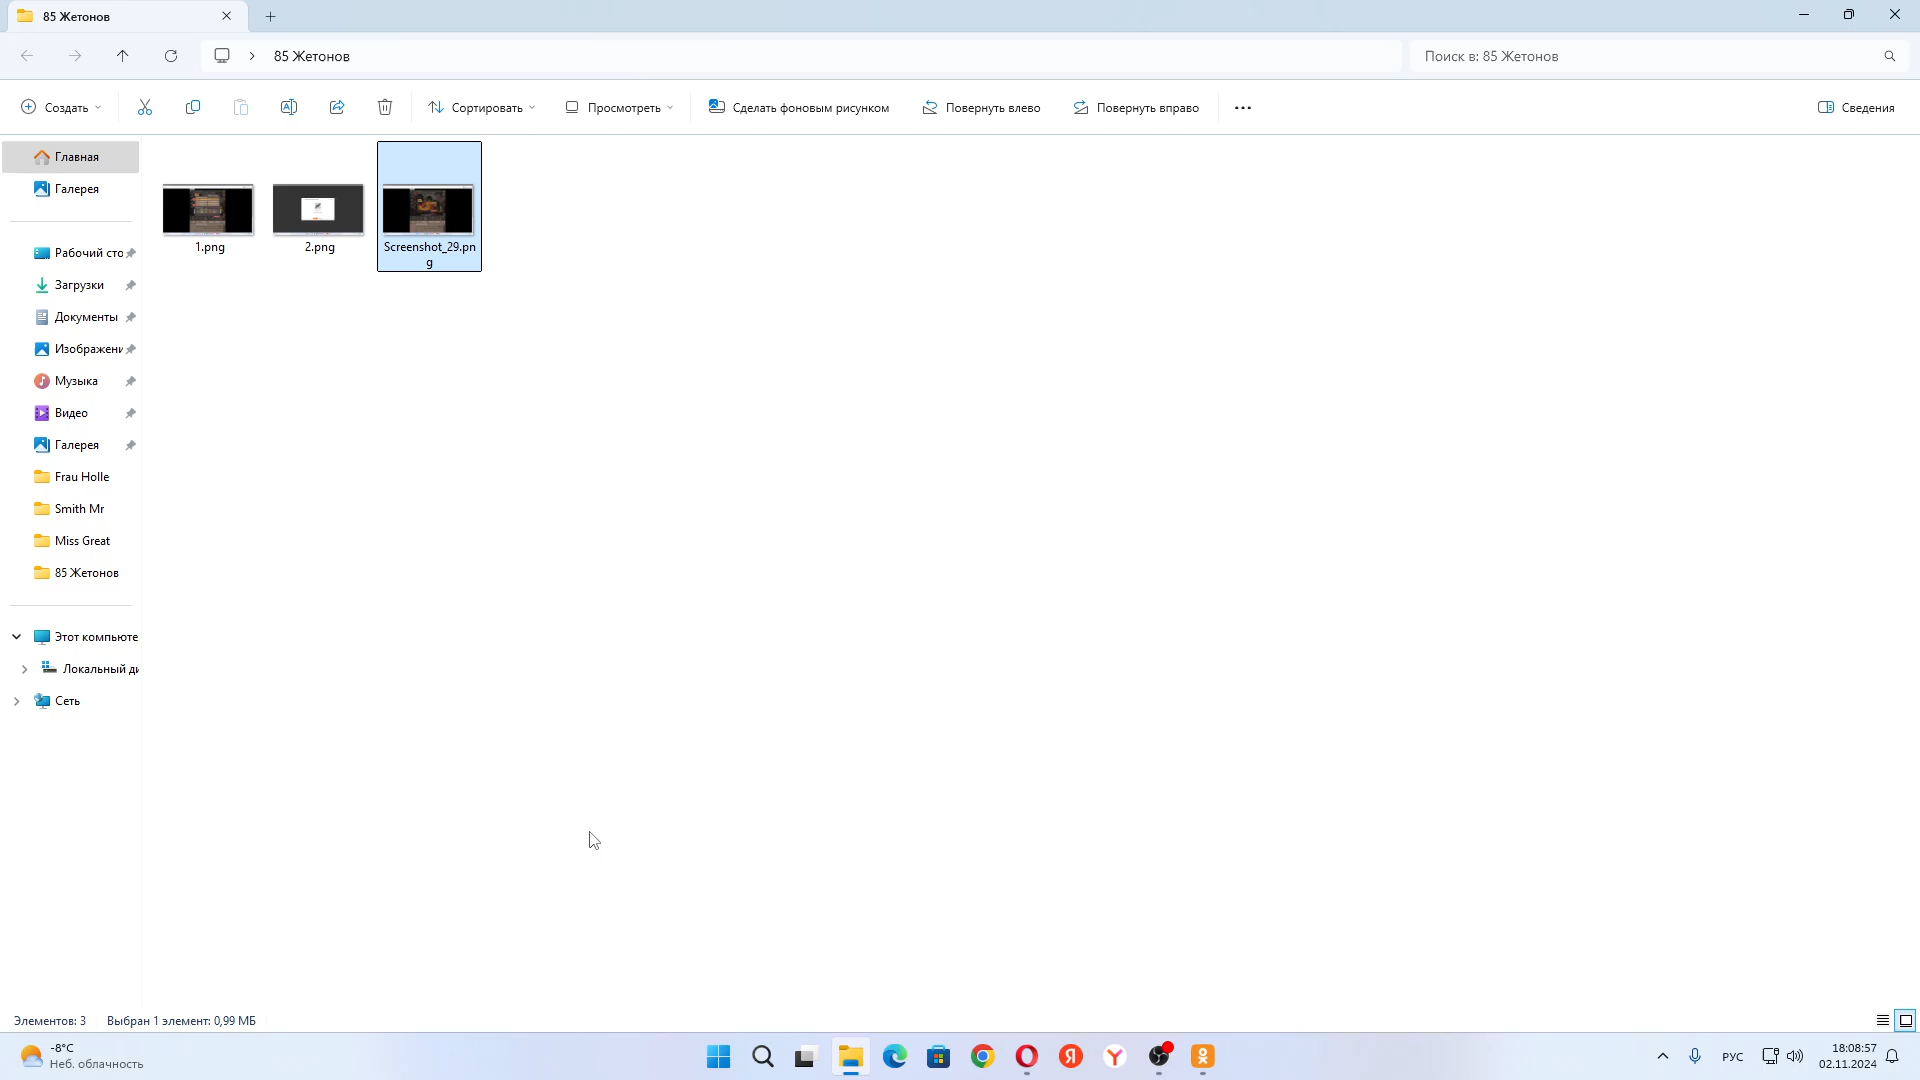 85 Жетонов
85 Жетонов
Поиск в: 85 Жетонов
Создать
Сортировать
Просмотреть
Сделать фоновым рисунком
Повернуть влево
Повернуть вправо
Сведения
Главная
Галерея
Рабочий сто
Загрузки
Документы
Изображени
Музыка
Видео
Галерея
Frau Holle
Smith Mr
Miss Great
85 Жетонов
Этот компьюте
Локальный ди
Сеть
1.png
2.png
Screenshot_29.pn
g
Элементов: 3
Выбран 1 элемент: 0,99 МБ
-8°C
Неб. облачность
РУС
18:08:57
02.11.2024